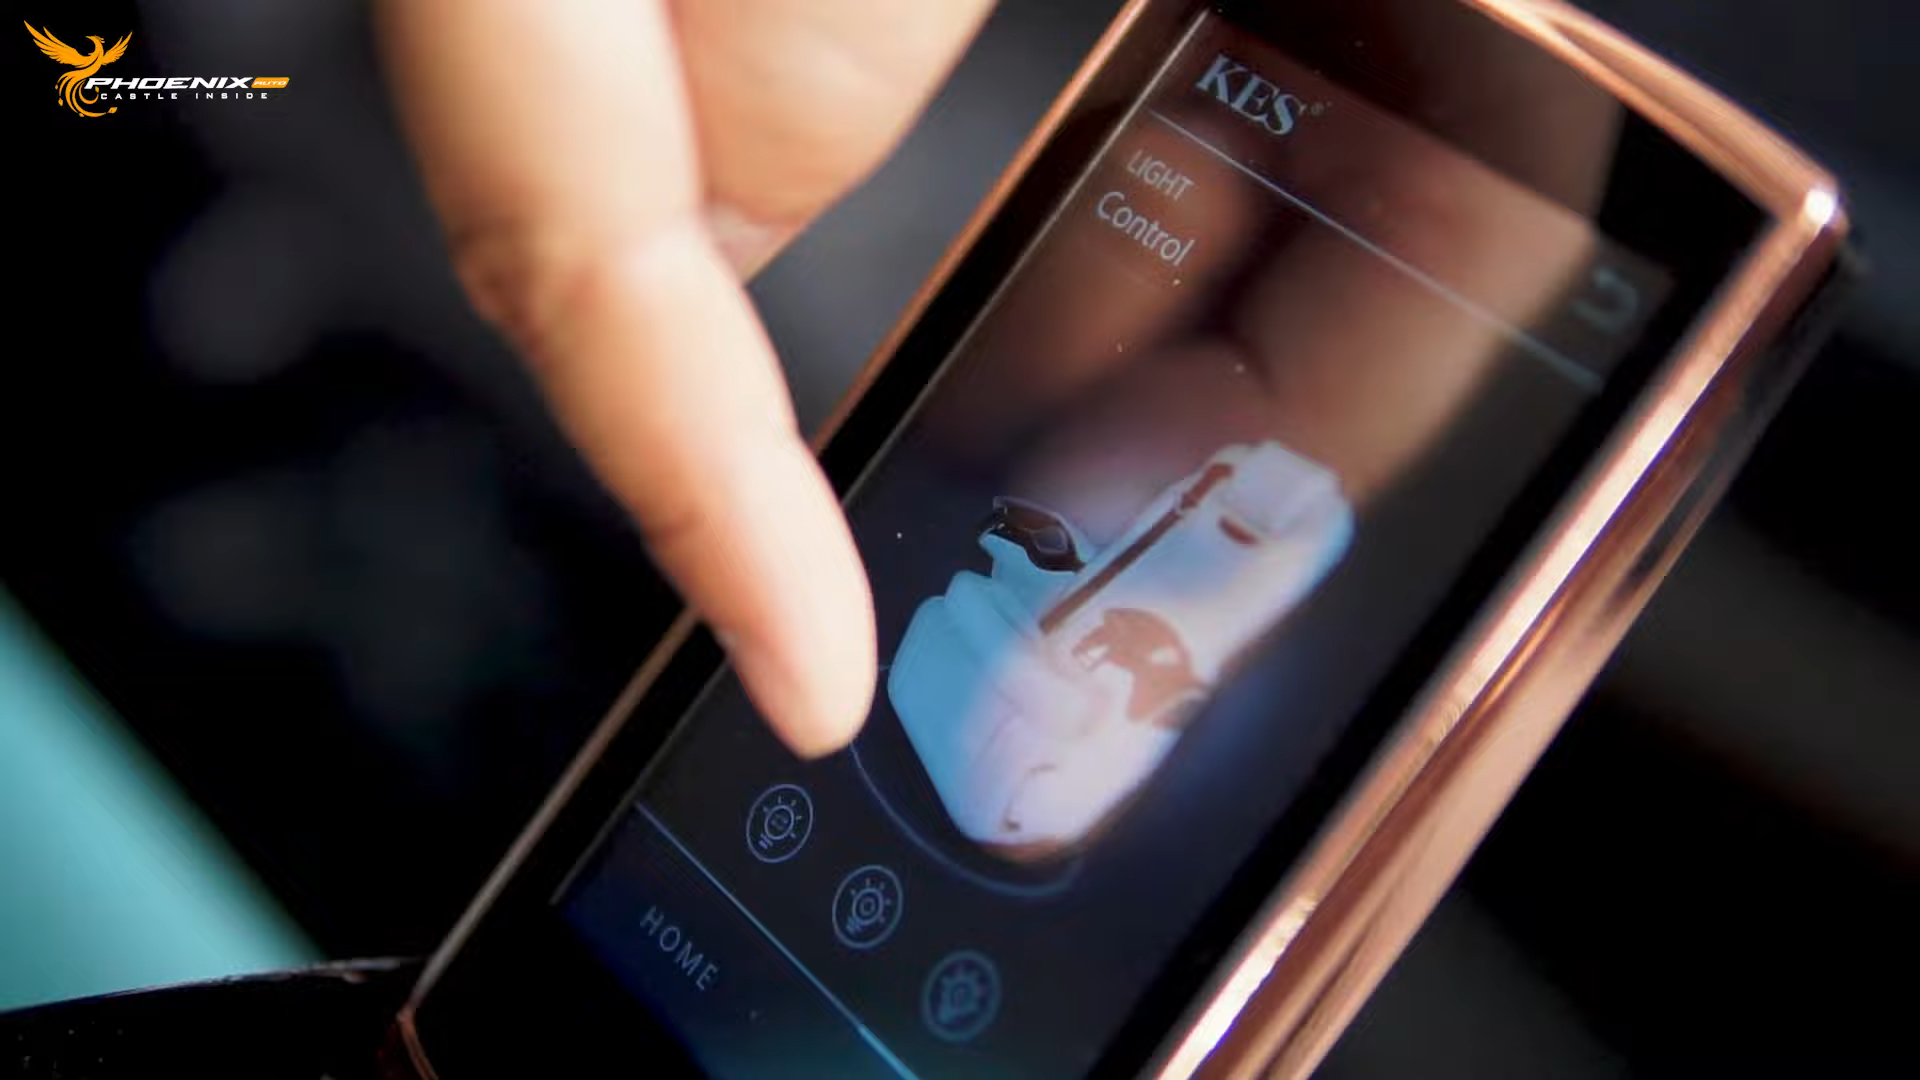 PHOENIX AUTO
CASTLE INSIDE
KES®
LIGHT
Control
HOME